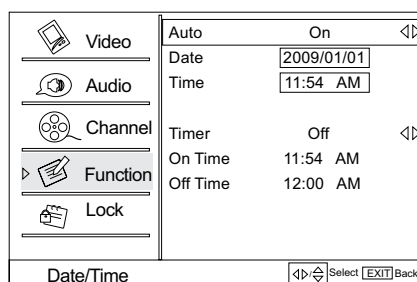 Video
Audio
Channel
Function
Lock
Auto On
Date 2009/01/01
Time 11:54 AM
Timer Off
On Time 11:54 AM
Off Time 12:00 AM
Date/Time
/ Select EXIT Back